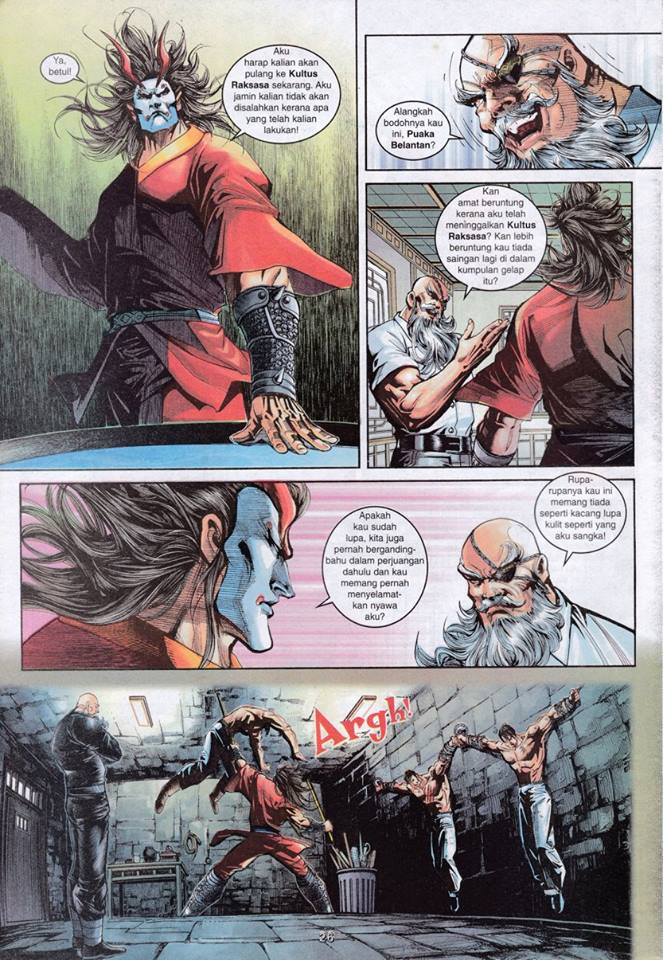 Ya,
betul!
Aku
harap kalian akan
pulang ke Kultus
Raksasa sekarang. Aku
jamin kalian tidak akan
disalahkan kerana apa
yang telah kalian
lakukan!
Alangkah
bodohnya kau
ini, Puaka
Belantan?
Kan
amat beruntung
kerana aku telah
meninggalkan Kultus
Raksasa? Kan lebih
beruntung kau tiada
saingan lagi di dalam
kumpulan gelap
itu?
Apakah
kau sudah
lupa, kita juga
pernah berganding-
bahu dalam perjuangan
dahulu dan kau
memang pernah
menyelamat-
kan nyawa
aku?
Rupa-
rupanya kau ini
memang tiada
seperti kacang lupa
kulit seperti yang
aku sangka!
Argh!
26